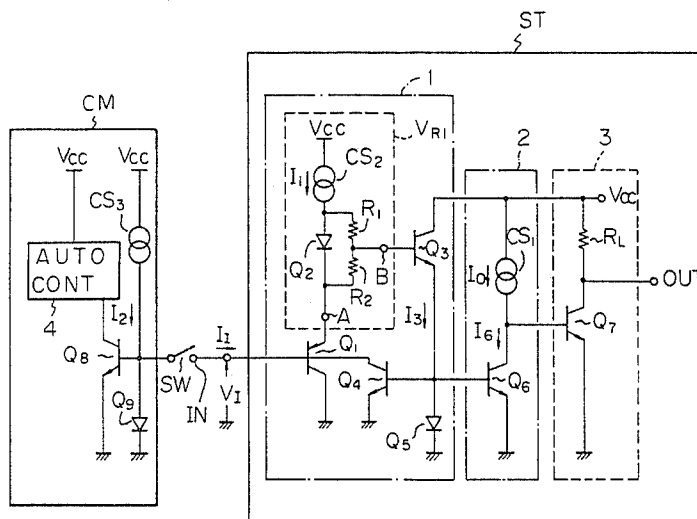 ST
CM
1
Vcc
VR1
2
3
Vcc
Vcc
CS2
I1
CS3
R1
Vcc
CS1
RL
Q3
AUTO
CONT
Q2
B
I0
OUT
R2
4
I2
A
I3
I6
Q7
I1
Q1
Q8
SW
IN
VI
Q4
Q6
Q9
Q5